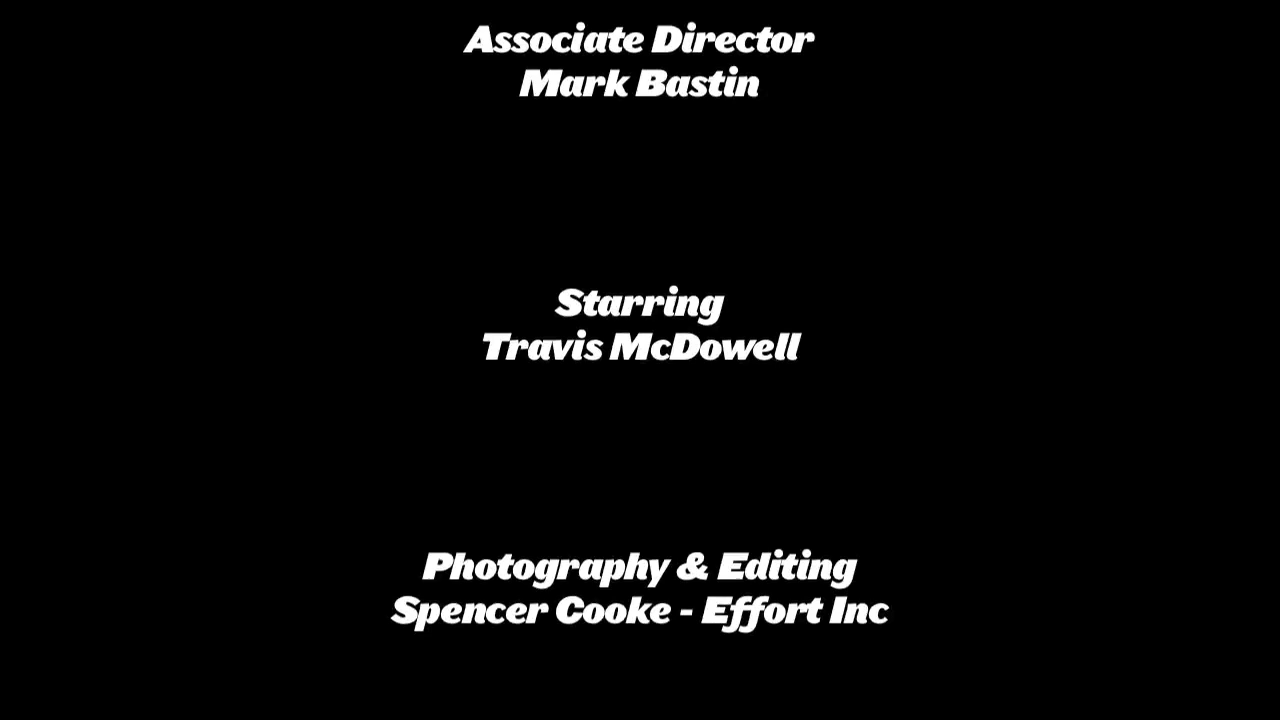 Associate Director
Mark Bastin
Starring
Travis McDowell
Photography & Editing
Spencer Cooke - Effort Inc